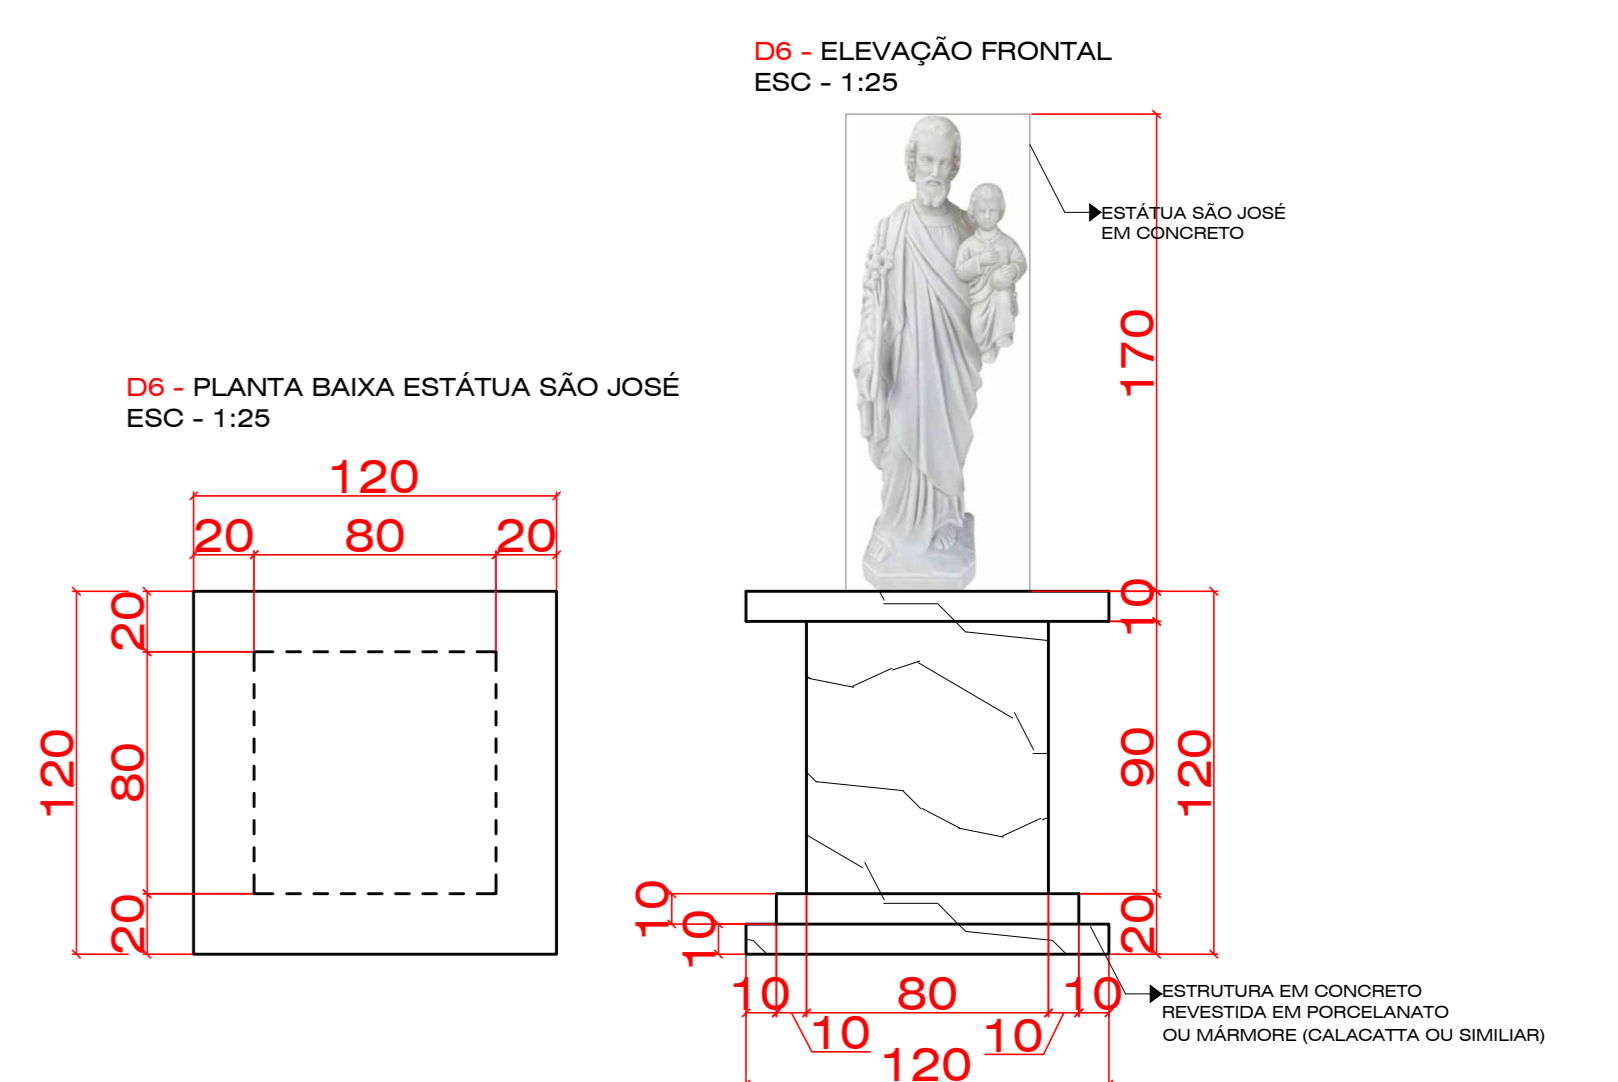 D6 - ELEVAÇÃO FRONTAL
ESC - 1:25
ESTÁTUA SÃO JOSÉ
EM CONCRETO
170
D6 - PLANTA BAIXA ESTÁTUA SÃO JOSÉ
ESC - 1:25
120
20 80 20
20
80
20
120
10
90
20
120
10
10
10 80 10
10 10
120
ESTRUTURA EM CONCRETO
REVESTIDA EM PORCELANATO
OU MÁRMORE (CALACATTA OU SIMILIAR)